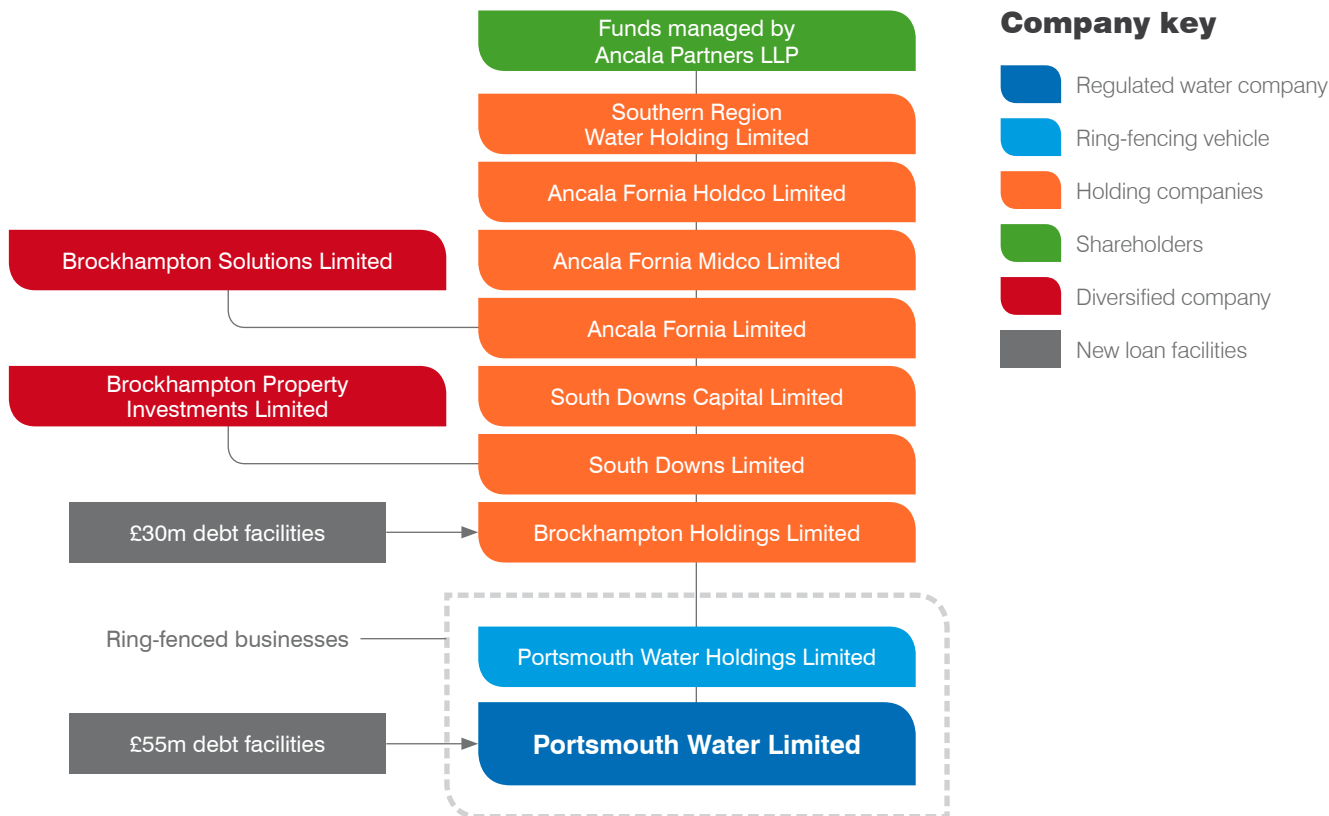 Funds managed by
Ancala Partners LLP
Southern Region
Water Holding Limited
Ancala Fornia Holdco Limited
Brockhampton Solutions Limited
Ancala Fornia Midco Limited
Ancala Fornia Limited
Brockhampton Property
Investments Limited
South Downs Capital Limited
South Downs Limited
£30m debt facilities
Brockhampton Holdings Limited
Ring-fenced businesses
Portsmouth Water Holdings Limited
£55m debt facilities
Portsmouth Water Limited
Company key
Regulated water company
Ring-fencing vehicle
Holding companies
Shareholders
Diversified company
New loan facilities